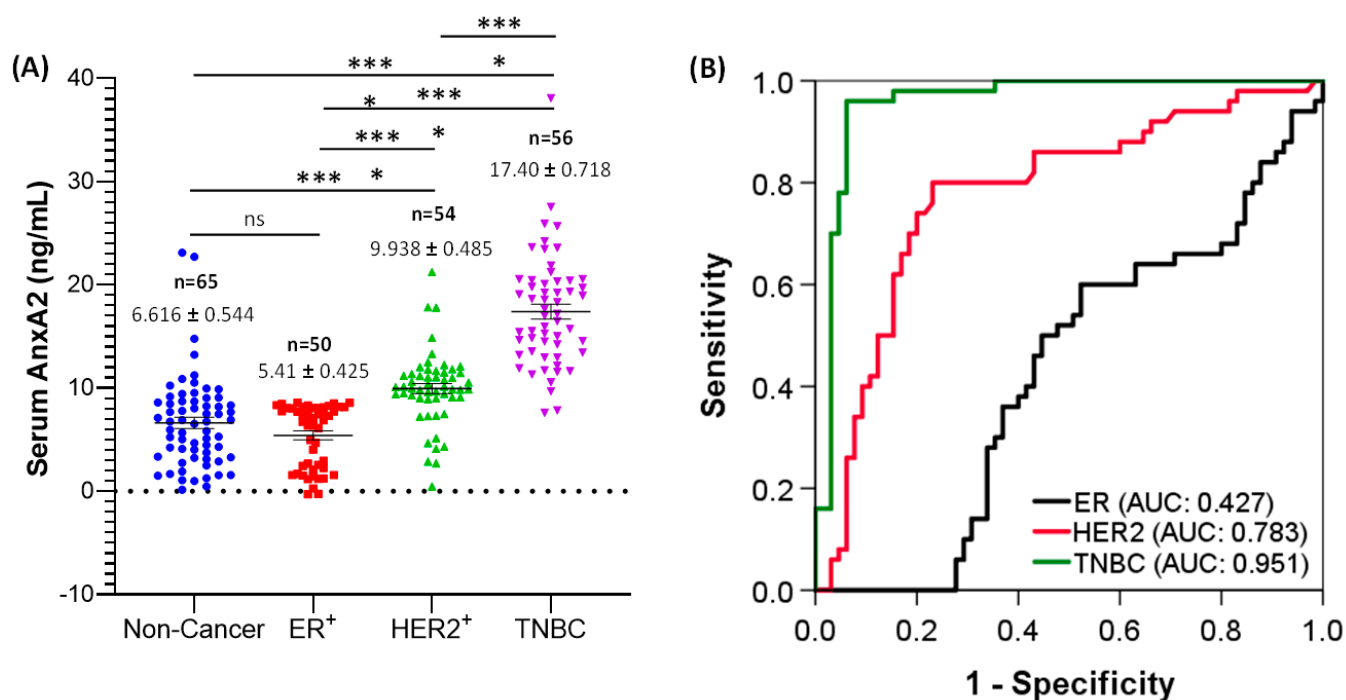 (A)
Serum AnxA2 (ng/mL)
40
30
20
10
0
-10
***
*
***
*
***
*
***
*
***
*
ns
n=65
6.616 ± 0.544
n=50
5.41 ± 0.425
n=54
9.938 ± 0.485
n=56
17.40 ± 0.718
Non-Cancer ER⁺ HER2⁺ TNBC
(B)
Sensitivity
1.0
0.8
0.6
0.4
0.2
0.0
ER (AUC: 0.427)
HER2 (AUC: 0.783)
TNBC (AUC: 0.951)
0.0 0.2 0.4 0.6 0.8 1.0
1 - Specificity